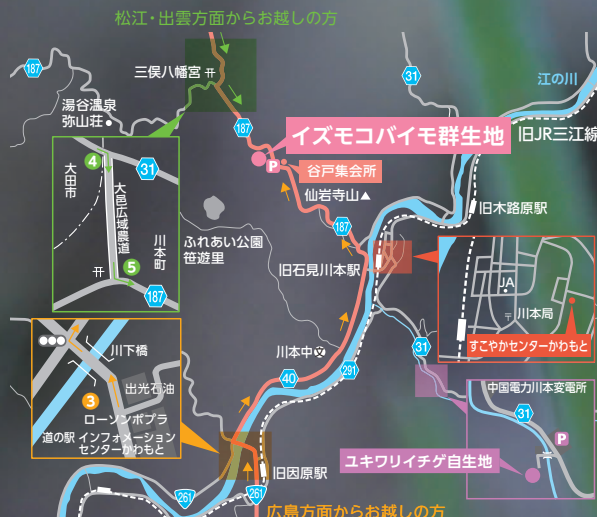 松江・出雲方面からお越しの方
三俣八幡宮
187
31
江の川
湯谷温泉
弥山荘
187
イズモコバイモ群生地
旧JR三江線
P
谷戸集会所
仙岩寺山▲
4
31
大田市
大邑広域農道
川本町
5
187
ふれあい公園
笹遊里
187
旧木路原駅
旧石見川本駅
JA
〒川本局
すこやかセンターかわもと
川下橋
3
出光石油
ローソンポプラ
道の駅 インフォメーション
センターかわもと
川本中
文
31
40
291
中国電力川本変電所
31
P
ユキワリイチゲ自生地
旧因原駅
261
261
広島方面からお越しの方